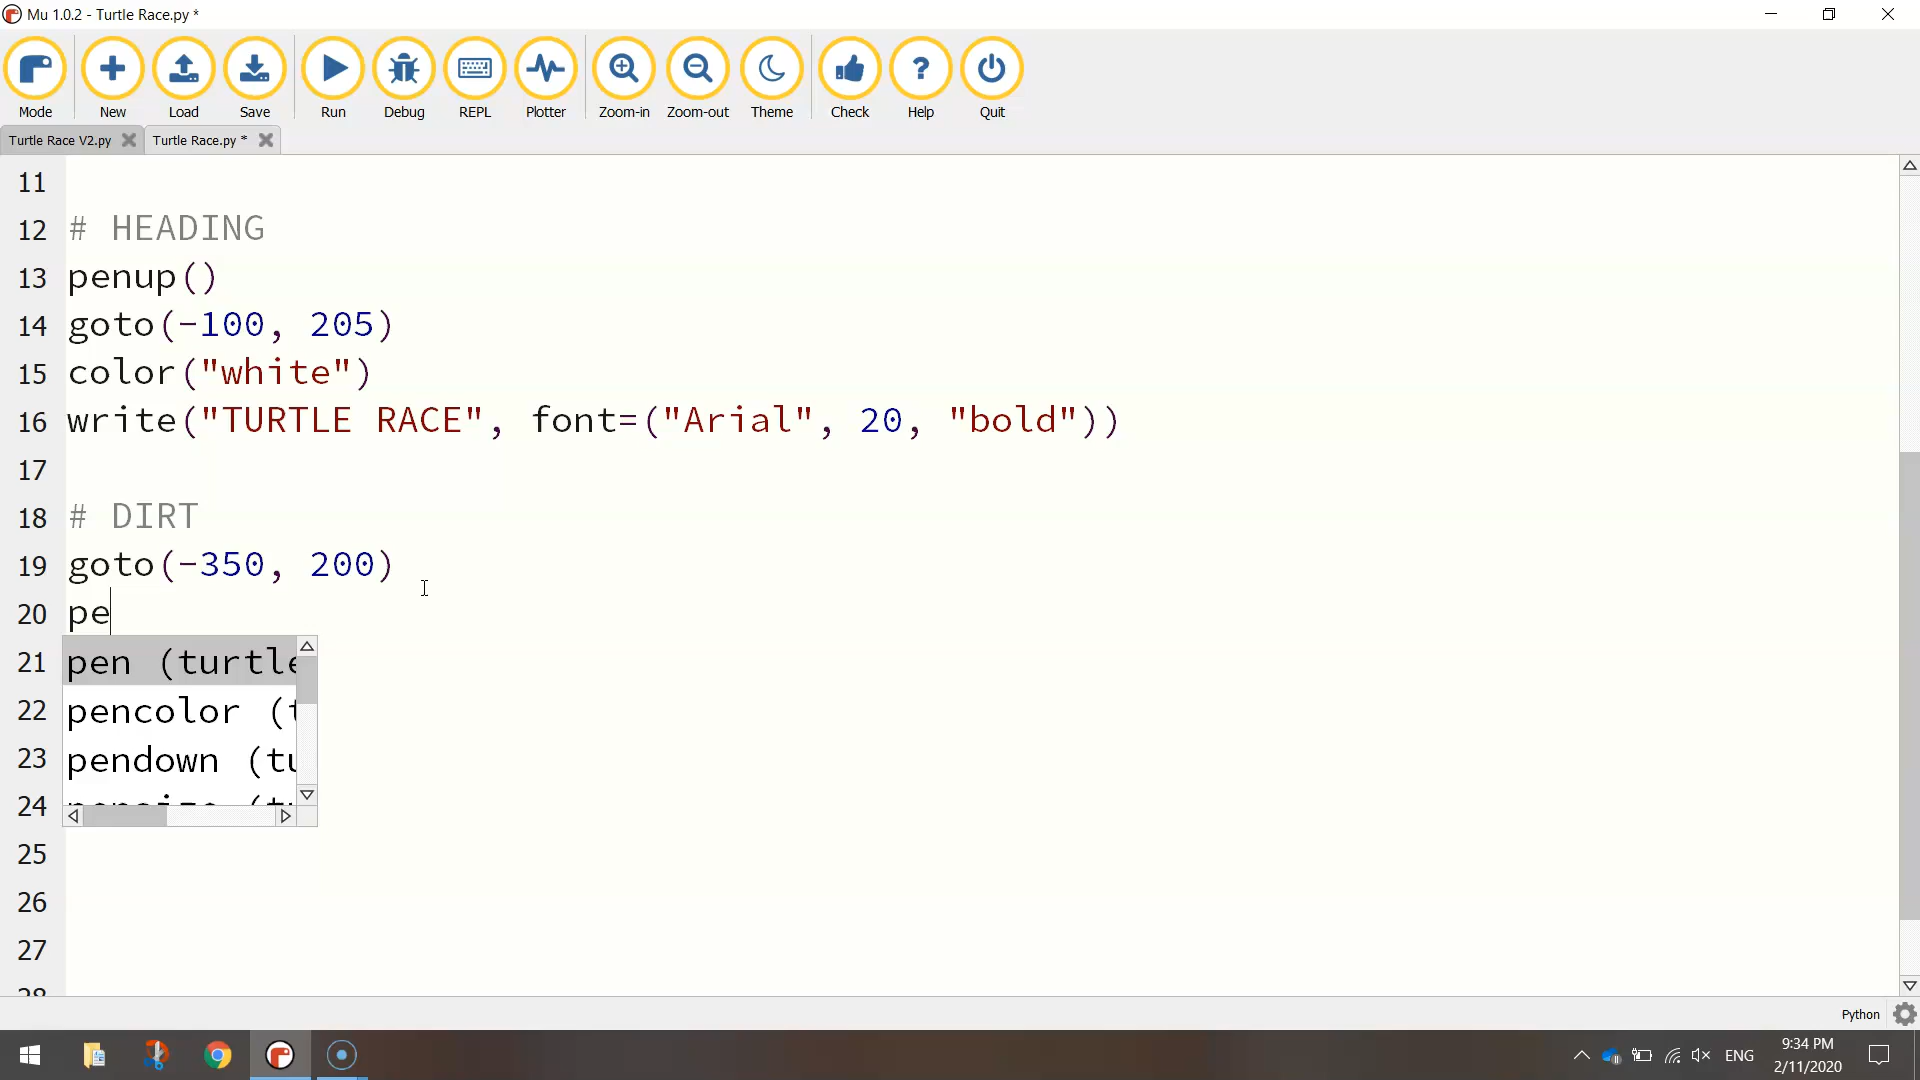 Mu 1.0.2 - Turtle Race.py *
Mode New Load Save Run Debug REPL Plotter Zoom-in Zoom-out Theme Check Help Quit
Turtle Race V2.py Turtle Race.py *
11
12 # HEADING
13 penup()
14 goto(-100, 205)
15 color("white")
16 write("TURTLE RACE", font=("Arial", 20, "bold"))
17
18 # DIRT
19 goto(-350, 200)
20 pe
21 pen (turtle
22 pencolor (t
23 pendown (tu
24
25
26
27
28
Python
ENG
9:34 PM
2/11/2020